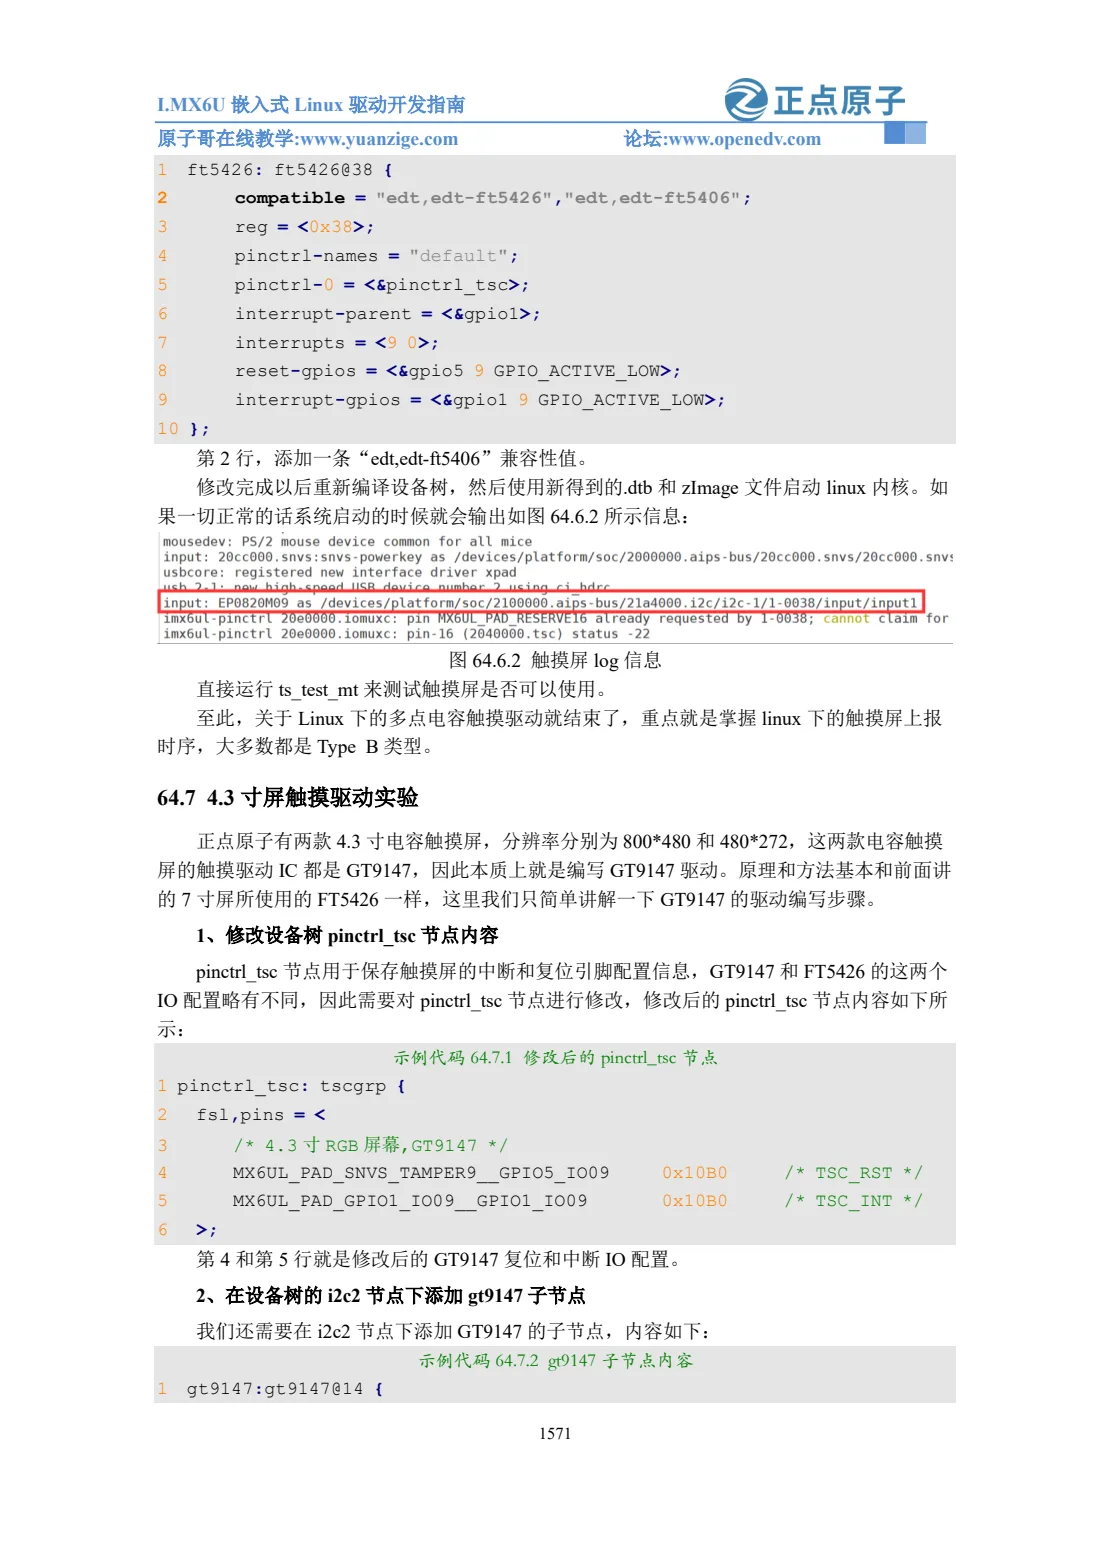 I.MX6U 嵌入式 Linux 驱动开发指南
正点原子
原子哥在线教学:www.yuanzige.com 论坛:www.openedv.com
1 ft5426: ft5426@38 {
2 compatible = "edt,edt-ft5426","edt,edt-ft5406";
3 reg = <0x38>;
4 pinctrl-names = "default";
5 pinctrl-0 = <&pinctrl_tsc>;
6 interrupt-parent = <&gpio1>;
7 interrupts = <9 0>;
8 reset-gpios = <&gpio5 9 GPIO_ACTIVE_LOW>;
9 interrupt-gpios = <&gpio1 9 GPIO_ACTIVE_LOW>;
10 };
第 2 行，添加一条“edt,edt-ft5406”兼容性值。
修改完成以后重新编译设备树，然后使用新得到的.dtb 和 zImage 文件启动 linux 内核。如
果一切正常的话系统启动的时候就会输出如图 64.6.2 所示信息：
mousedev: PS/2 mouse device common for all mice
input: 20cc000.snvs:snvs-powerkey as /devices/platform/soc/2000000.aips-bus/20cc000.snvs/20cc000.snvs
usbcore: registered new interface driver xpad
usb 2-1: new high-speed USB device number 2 using ci_hdrc
input: EP0820M09 as /devices/platform/soc/2100000.aips-bus/21a4000.i2c/i2c-1/1-0038/input/input1
imx6ul-pinctrl 20e0000.iomuxc: pin MX6UL_PAD_RESERVE16 already requested by 1-0038; cannot claim for
imx6ul-pinctrl 20e0000.iomuxc: pin-16 (2040000.tsc) status -22
图 64.6.2 触摸屏 log 信息
直接运行 ts_test_mt 来测试触摸屏是否可以使用。
至此，关于 Linux 下的多点电容触摸驱动就结束了，重点就是掌握 linux 下的触摸屏上报
时序，大多数都是 Type B 类型。
64.7 4.3 寸屏触摸驱动实验
正点原子有两款 4.3 寸电容触摸屏，分辨率分别为 800*480 和 480*272，这两款电容触摸
屏的触摸驱动 IC 都是 GT9147，因此本质上就是编写 GT9147 驱动。原理和方法基本和前面讲
的 7 寸屏所使用的 FT5426 一样，这里我们只简单讲解一下 GT9147 的驱动编写步骤。
1、修改设备树 pinctrl_tsc 节点内容
pinctrl_tsc 节点用于保存触摸屏的中断和复位引脚配置信息，GT9147 和 FT5426 的这两个
IO 配置略有不同，因此需要对 pinctrl_tsc 节点进行修改，修改后的 pinctrl_tsc 节点内容如下所
示：
示例代码 64.7.1 修改后的 pinctrl_tsc 节点
1 pinctrl_tsc: tscgrp {
2 fsl,pins = <
3 /* 4.3 寸 RGB 屏幕,GT9147 */
4 MX6UL_PAD_SNVS_TAMPER9__GPIO5_IO09 0x10B0 /* TSC_RST */
5 MX6UL_PAD_GPIO1_IO09__GPIO1_IO09 0x10B0 /* TSC_INT */
6 >;
第 4 和第 5 行就是修改后的 GT9147 复位和中断 IO 配置。
2、在设备树的 i2c2 节点下添加 gt9147 子节点
我们还需要在 i2c2 节点下添加 GT9147 的子节点，内容如下：
示例代码 64.7.2 gt9147 子节点内容
1 gt9147:gt9147@14 {
1571